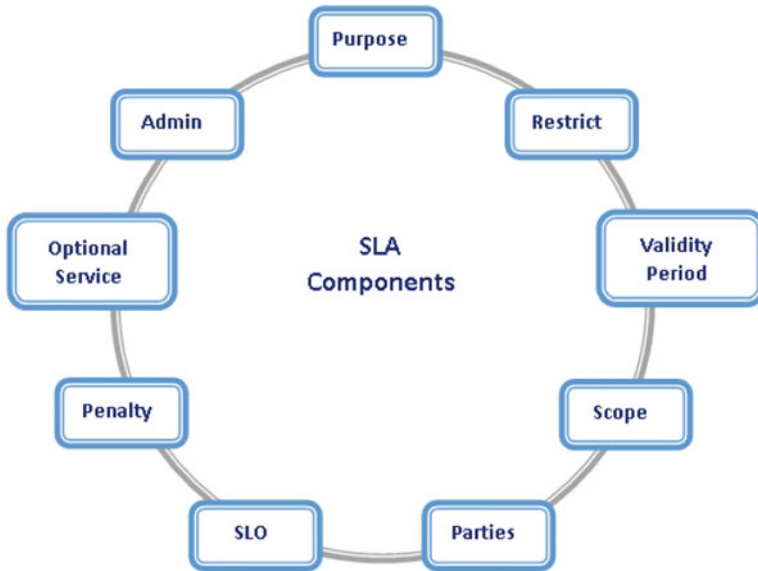 Purpose
Admin
Restrict
Optional
Service
SLA
Components
Validity
Period
Penalty
Scope
SLO
Parties